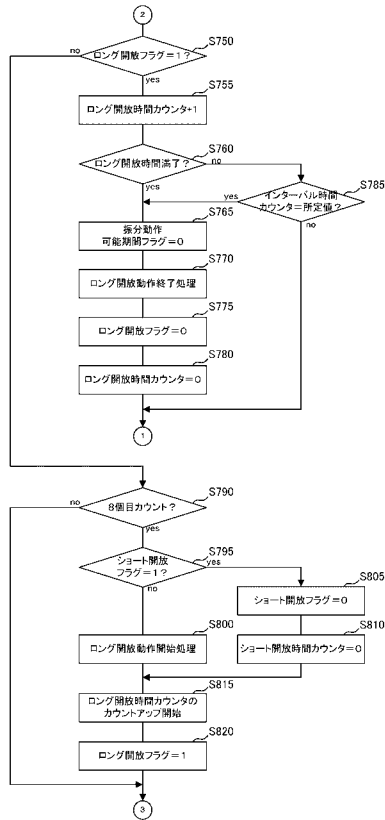 2
S750
no
ロング開放フラグ=1?
yes
S755
ロング開放時間カウンタ+1
S760
ロング開放時間満了?
no
yes
S785
yes
インターバル時間
カウンタ=所定値?
no
S765
振分動作
可能期間フラグ=0
S770
ロング開放動作終了処理
S775
ロング開放フラグ=0
S780
ロング開放時間カウンタ=0
1
S790
no
8個目カウント?
yes
S795
ショート開放
フラグ=1?
yes
no
S805
ショート開放フラグ=0
S800
ロング開放動作開始処理
S810
ショート開放時間カウンタ=0
S815
ロング開放時間カウンタの
カウントアップ開始
S820
ロング開放フラグ=1
3